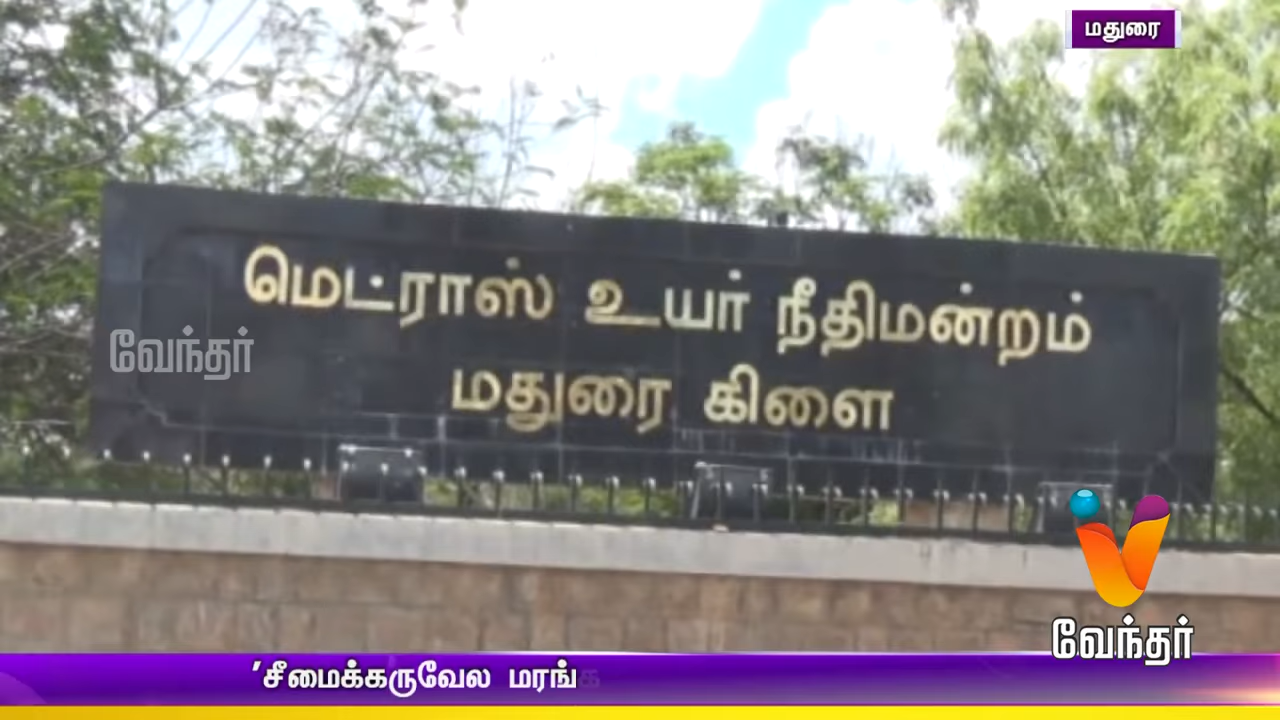 மதுரை
மெட்ராஸ் உயர் நீதிமன்றம்
மதுரை கிளை
வேந்தர்
வேந்தர்
'சீமைக்கருவேல மரங்